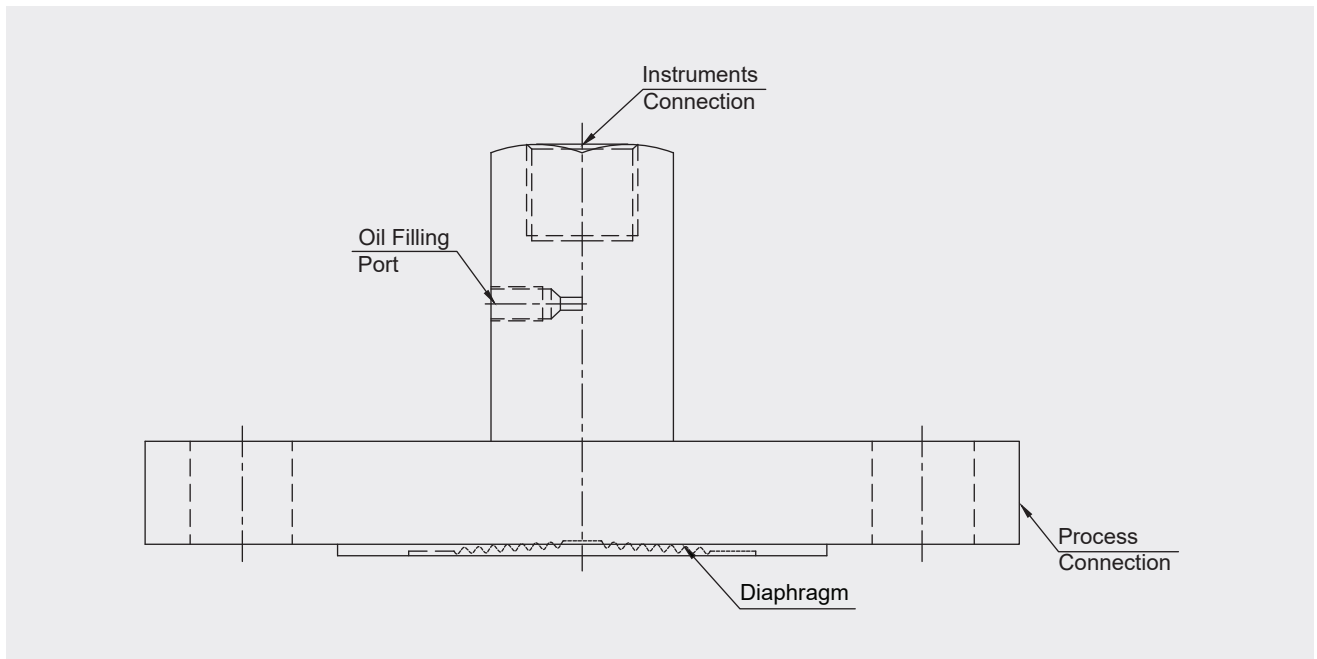 Instruments
Connection
Oil Filling
Port
Process
Connection
Diaphragm